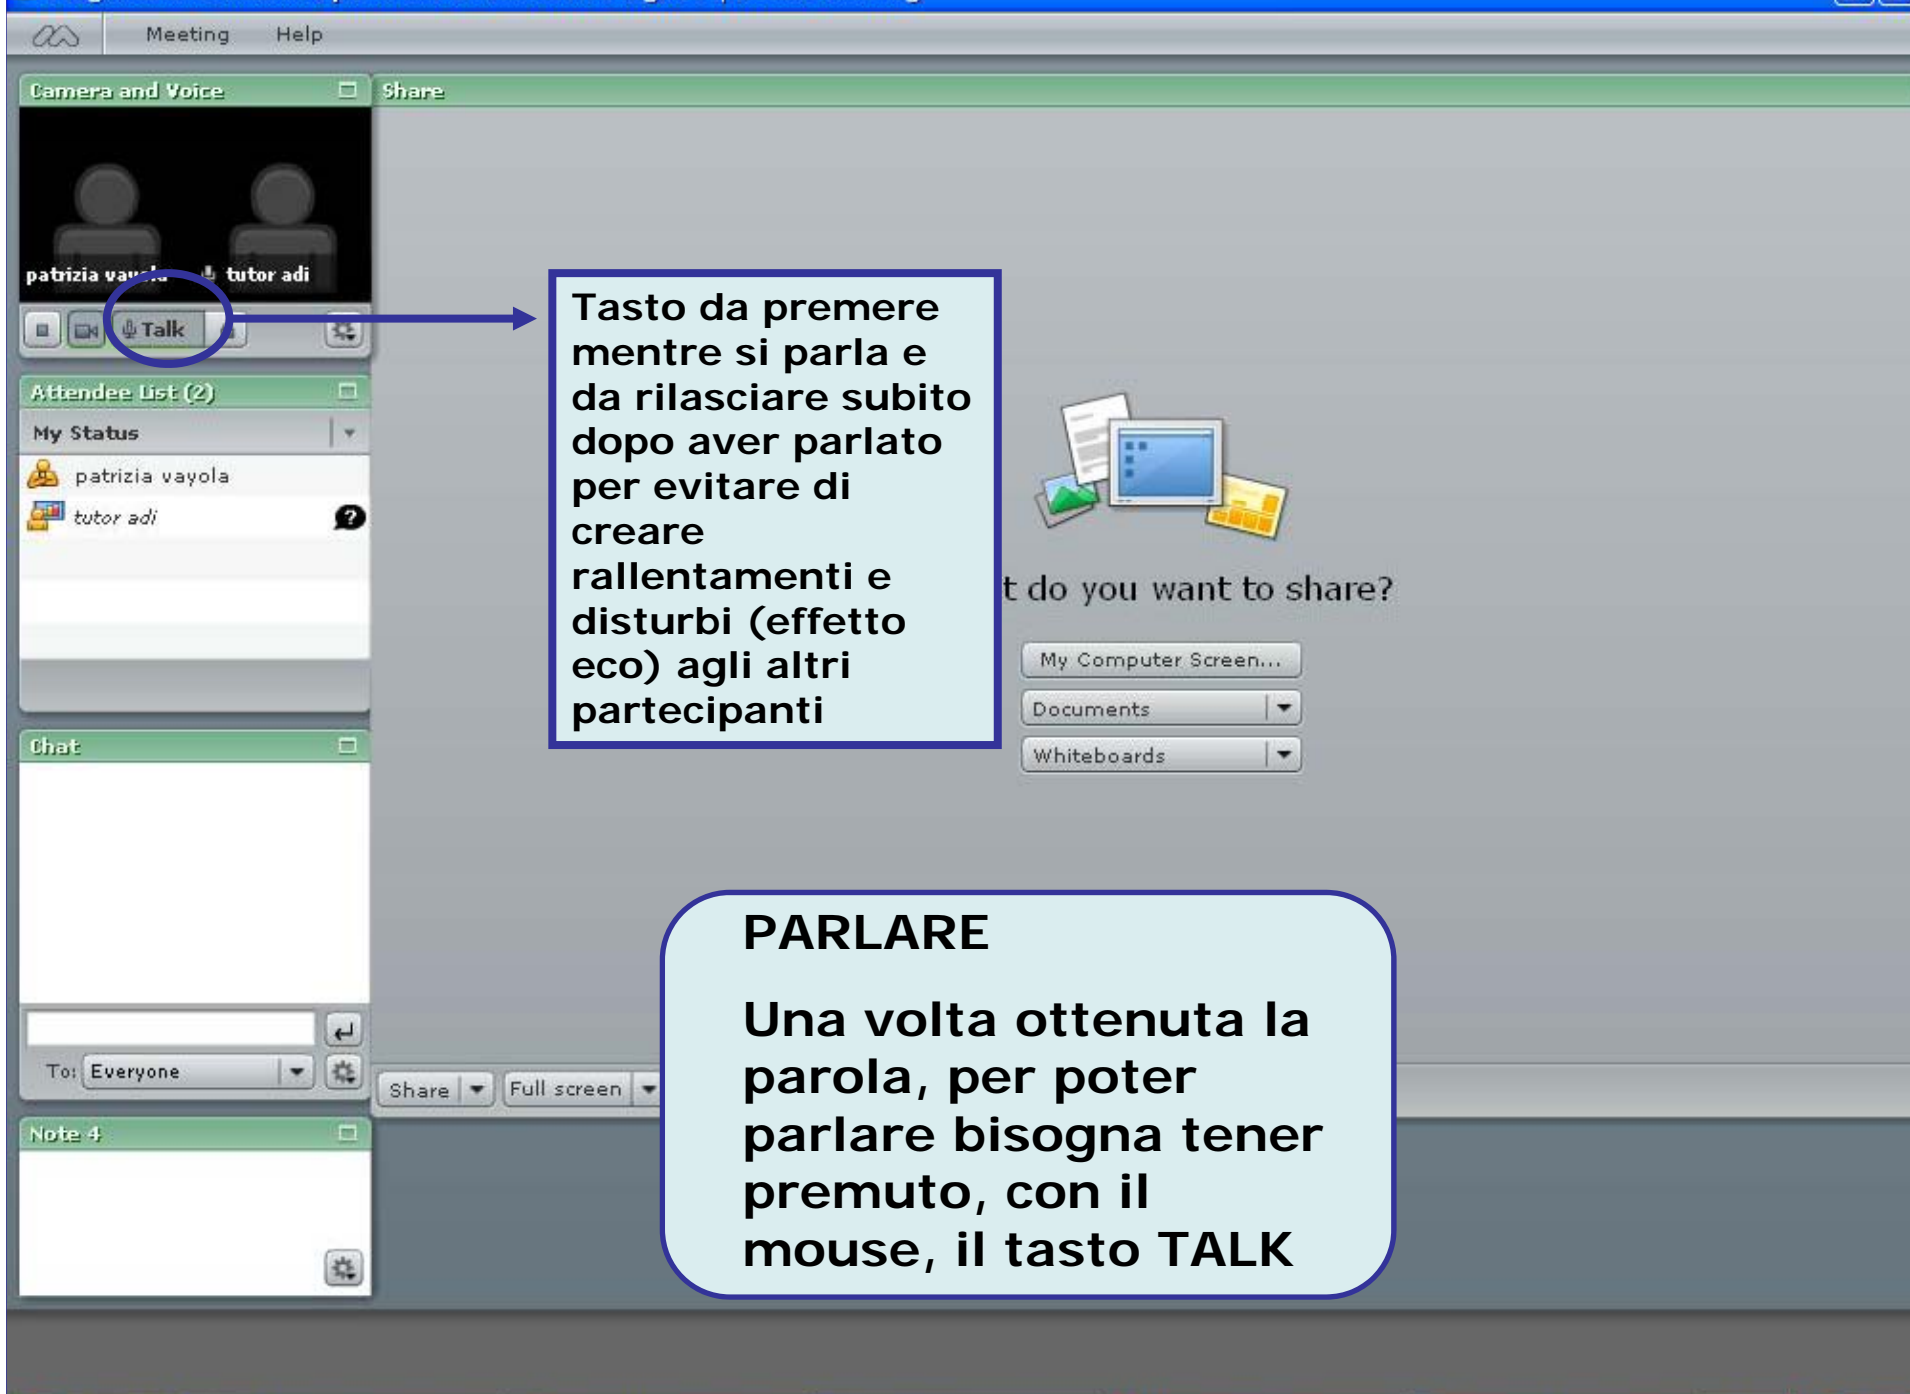 Meeting Help
Camera and Voice
Share
patrizia vayola tutor adi
Talk
Attendee List (2)
My Status
patrizia vayola
tutor adi
?
Tasto da premere
mentre si parla e
da rilasciare subito
dopo aver parlato
per evitare di
creare
rallentamenti e
disturbi (effetto
eco) agli altri
partecipanti
t do you want to share?
My Computer Screen...
Documents
Whiteboards
Chat
To: Everyone
Share Full screen
Note 4
PARLARE
Una volta ottenuta la
parola, per poter
parlare bisogna tener
premuto, con il
mouse, il tasto TALK